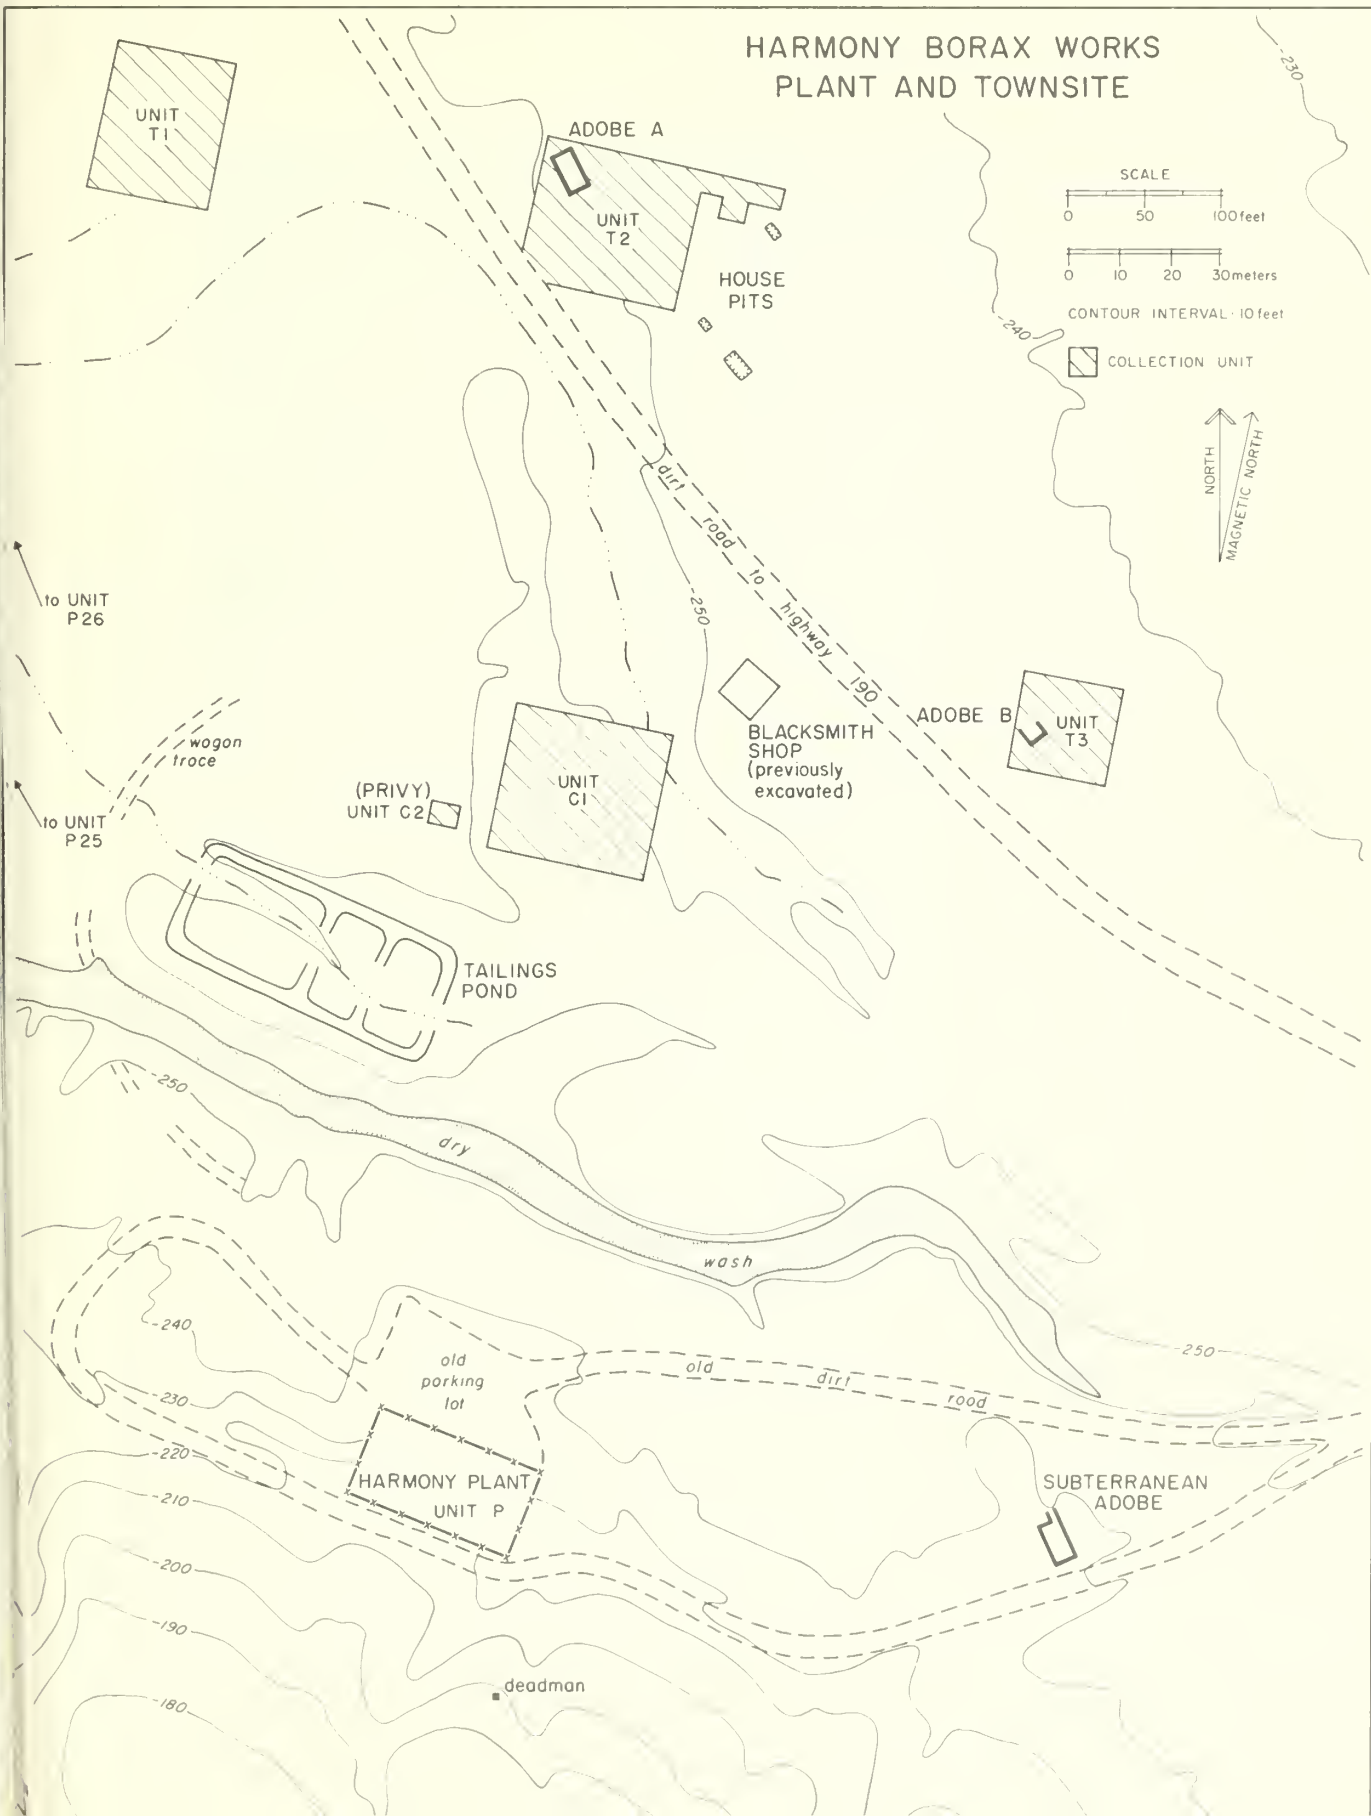 HARMONY BORAX WORKS
PLANT AND TOWNSITE
-230
UNIT
T1
ADOBE A
UNIT
T2
HOUSE
PITS
SCALE
0 50 100 feet
0 10 20 30 meters
CONTOUR INTERVAL · 10 feet
COLLECTION UNIT
-240
NORTH
MAGNETIC NORTH
dirt road to highway 190
to UNIT
P26
-250
wagon
trace
to UNIT
P25
(PRIVY)
UNIT C2
UNIT
C1
BLACKSMITH
SHOP
(previously
excavated)
ADOBE B
UNIT
T3
TAILINGS
POND
-250
dry
wash
-240
old
parking
lot
old dirt road
-250
-230
-220
-210
HARMONY PLANT
UNIT P
SUBTERRANEAN
ADOBE
-200
-190
-180
deadman